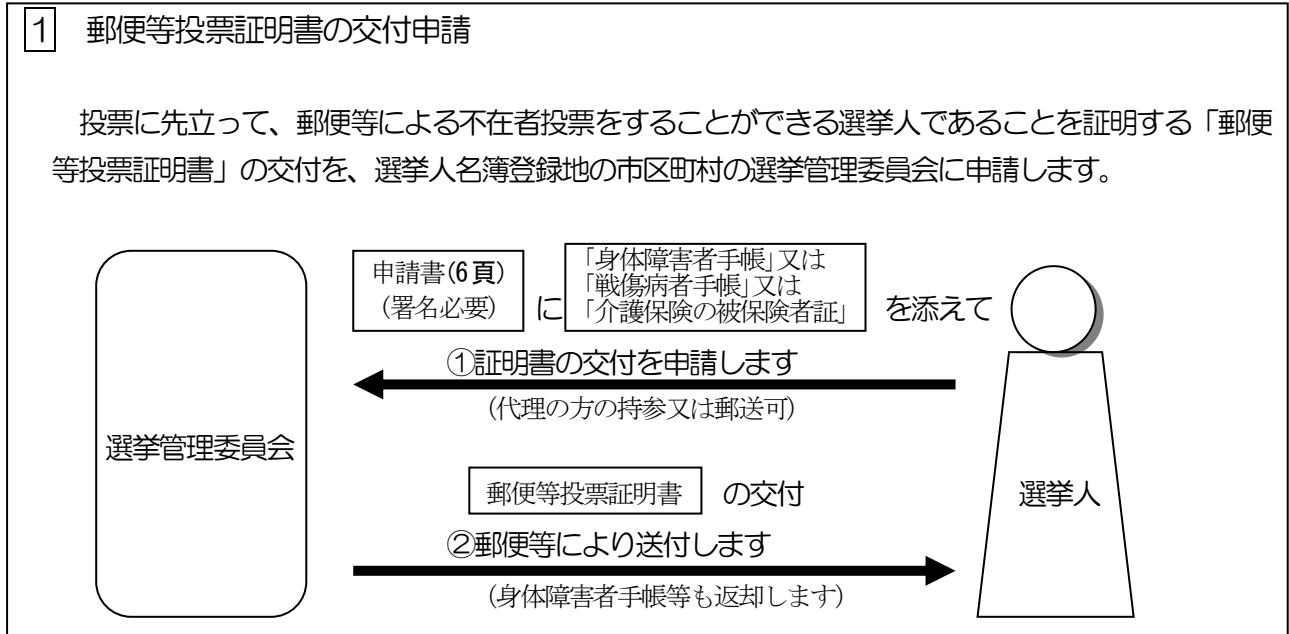 1 郵便等投票証明書の交付申請
投票に先立って、郵便等による不在者投票をすることができる選挙人であることを証明する「郵便
等投票証明書」の交付を、選挙人名簿登録地の市区町村の選挙管理委員会に申請します。
申請書(6頁)
(署名必要)
に
「身体障害者手帳」又は
「戦傷病者手帳」又は
「介護保険の被保険者証」
を添えて
①証明書の交付を申請します
(代理の方の持参又は郵送可)
選挙管理委員会
郵便等投票証明書 の交付
選挙人
②郵便等により送付します
(身体障害者手帳等も返却します)